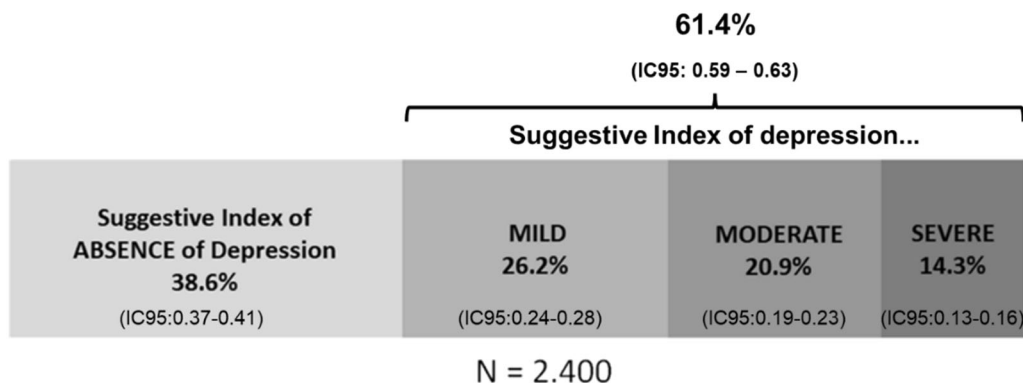 61.4%
(IC95: 0.59 – 0.63)
Suggestive Index of depression...
Suggestive Index of
ABSENCE of Depression
38.6%
(IC95:0.37-0.41)
MILD
26.2%
(IC95:0.24-0.28)
MODERATE
20.9%
(IC95:0.19-0.23)
SEVERE
14.3%
(IC95:0.13-0.16)
N = 2.400